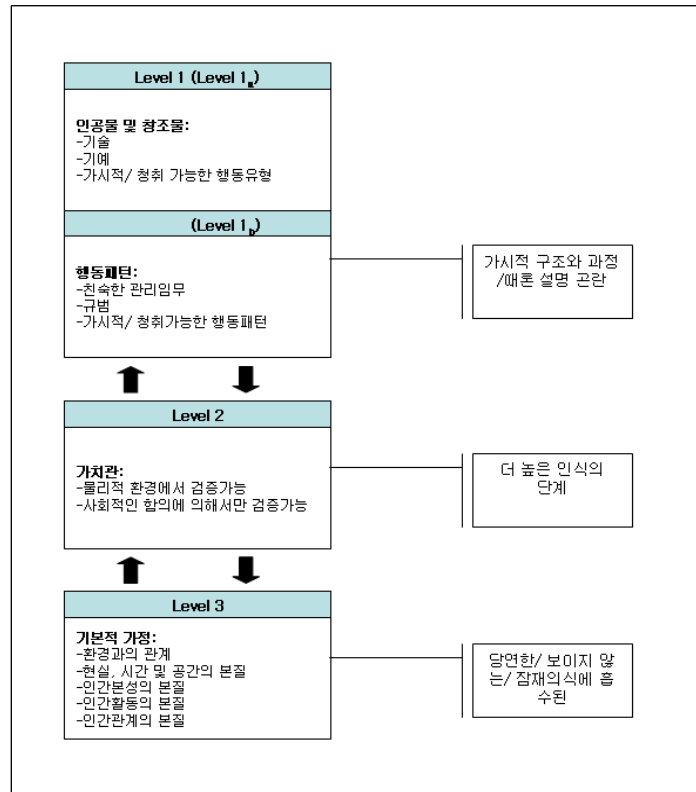 Level 1 (Level 1a)
인공물 및 창조물:
-기술
-기예
-가시적/ 청취 가능한 행동유형
(Level 1b)
행동패턴:
-친숙한 관리임무
-규범
-가시적/ 청취가능한 행동패턴
가시적 구조와 과정
/때론 설명 곤란
Level 2
가치관:
-물리적 환경에서 검증가능
-사회적인 합의에 의해서만 검증가능
더 높은 인식의
단계
Level 3
기본적 가정:
-환경과의 관계
-현실, 시간 및 공간의 본질
-인간본성의 본질
-인간활동의 본질
-인간관계의 본질
당연한/ 보이지 않
는/ 잠재의식에 흡
수된